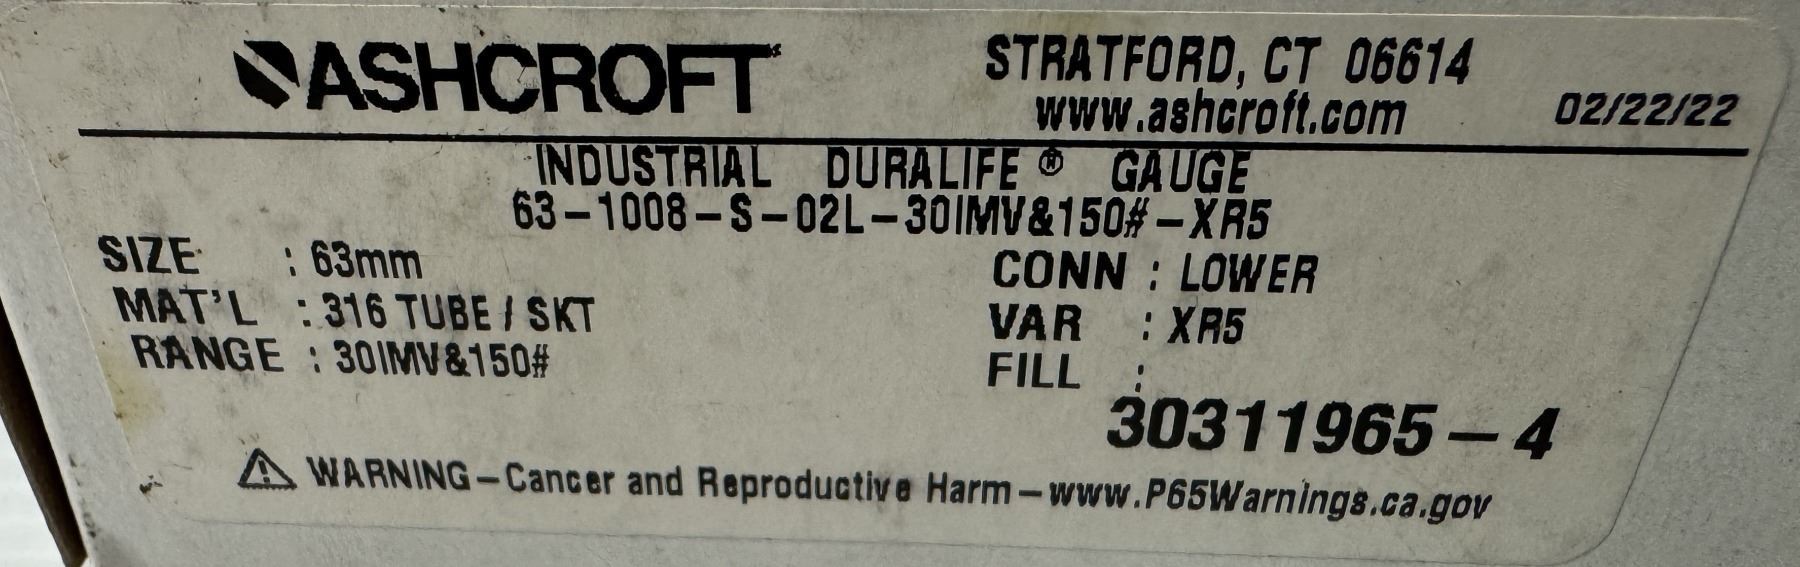 ASHCROFT
STRATFORD, CT 06614
www.ashcroft.com
02/22/22
INDUSTRIAL DURALIFE ® GAUGE
63-1008-S-02L-30IMV&150#-XR5
SIZE : 63mm
MAT'L : 316 TUBE / SKT
RANGE : 30IMV&150#
CONN : LOWER
VAR : XR5
FILL :
30311965-4
WARNING-Cancer and Reproductive Harm-www.P65Warnings.ca.gov